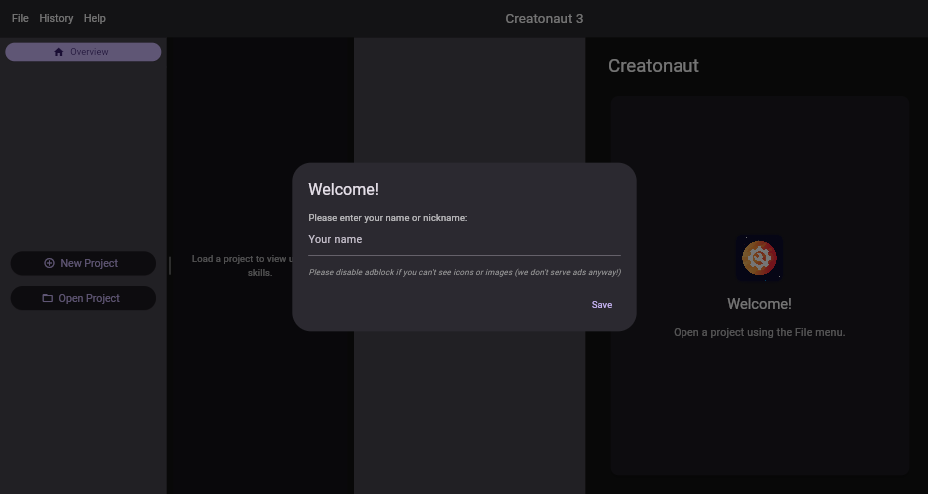 File History Help
Creatonaut 3
Overview
New Project
Open Project
Load a project to view u
skills.
Welcome!
Please enter your name or nickname:
Your name
Please disable adblock if you can't see icons or images (we don't serve ads anyway!)
Save
Creatonaut
Welcome!
Open a project using the File menu.